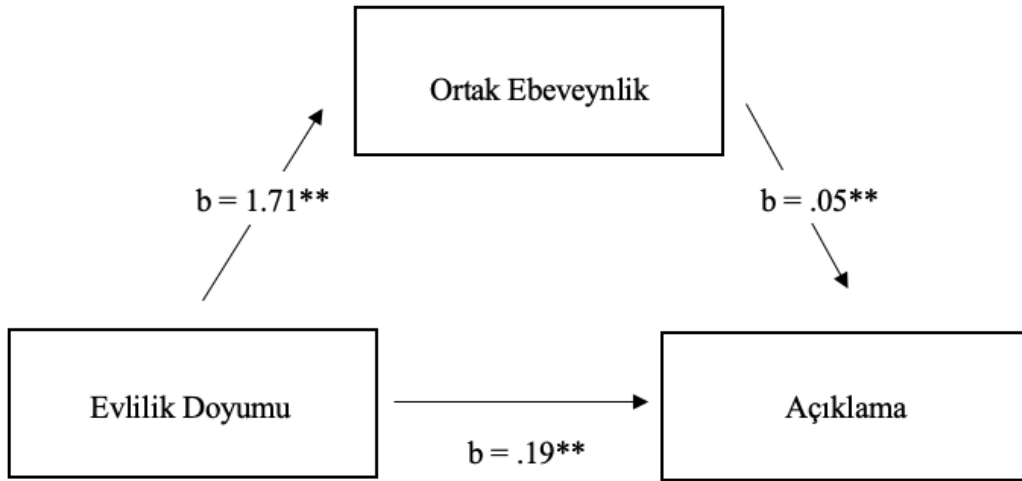 Ortak Ebeveynlik
b = 1.71**
b = .05**
Evlilik Doyumu
Açıklama
b = .19**